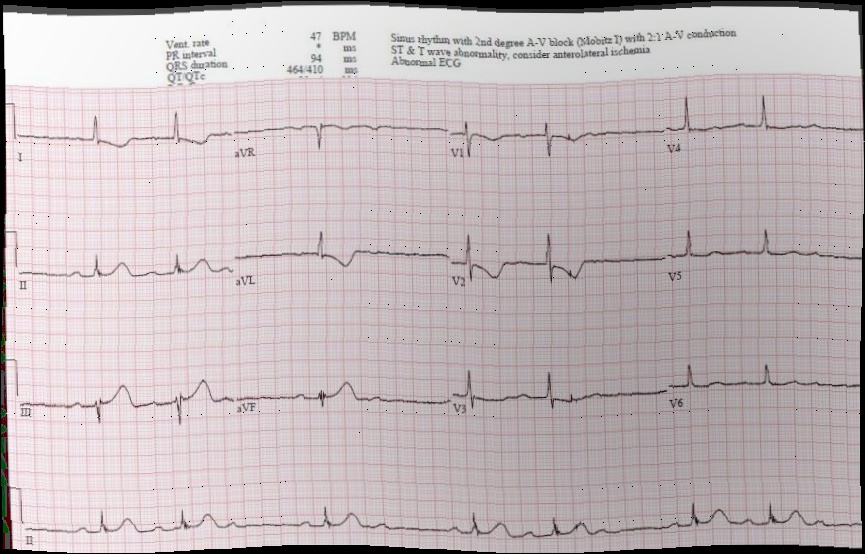 Vent. rate 47 BPM
PR interval * ms
QRS duration 94 ms
QT/QTc 464/410 ms
Sinus rhythm with 2nd degree A-V block (Mobitz I) with 2:1 A-V conduction
ST & T wave abnormality, consider anterolateral ischemia
Abnormal ECG
I aVR V1 V4
II aVL V2 V5
III aVF V3 V6
II